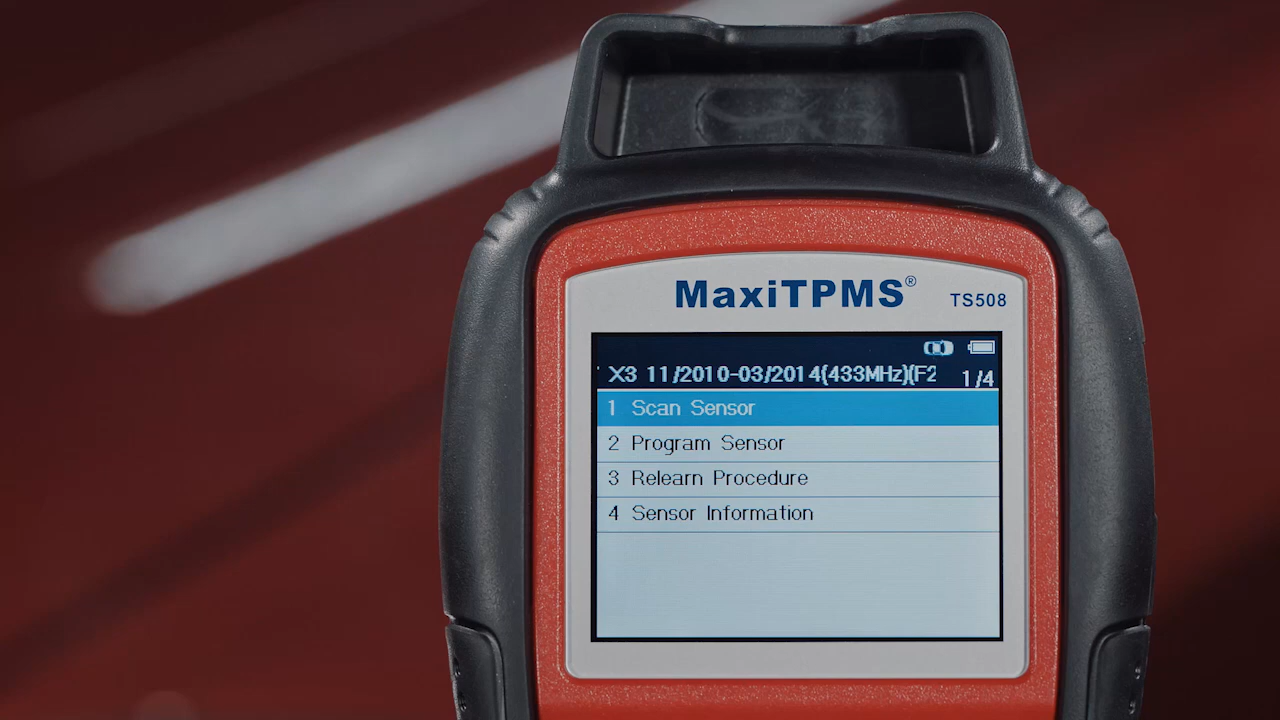 MaxiTPMS®
TS508
X3 11/2010-03/2014(433MHz)(F2
1/4
1 Scan Sensor
2 Program Sensor
3 Relearn Procedure
4 Sensor Information